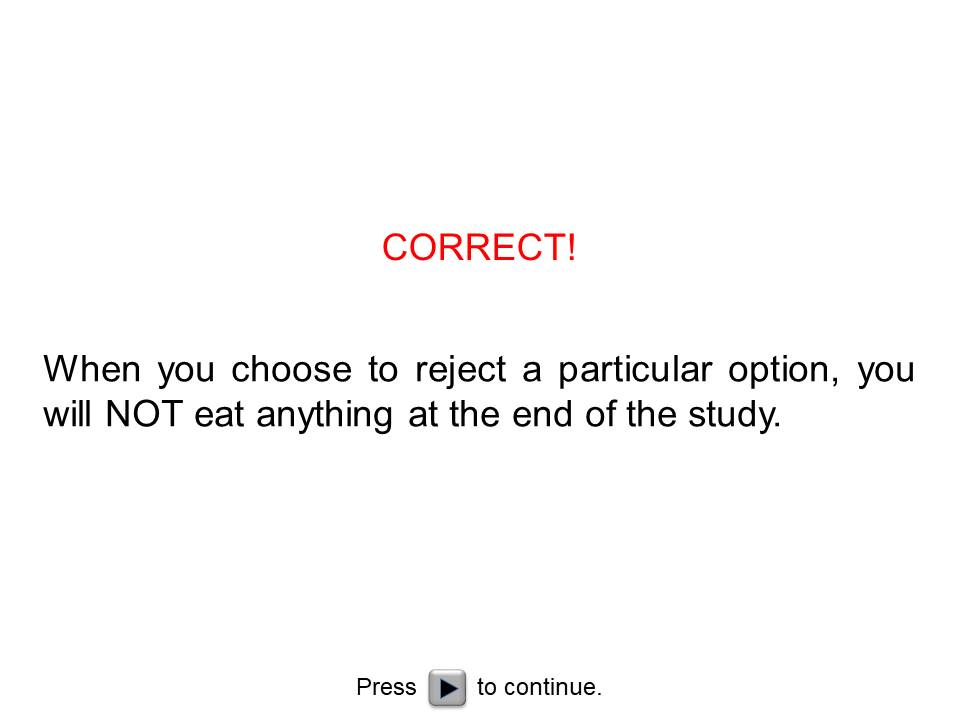 CORRECT!
When you choose to reject a particular option, you
will NOT eat anything at the end of the study.
Press to continue.